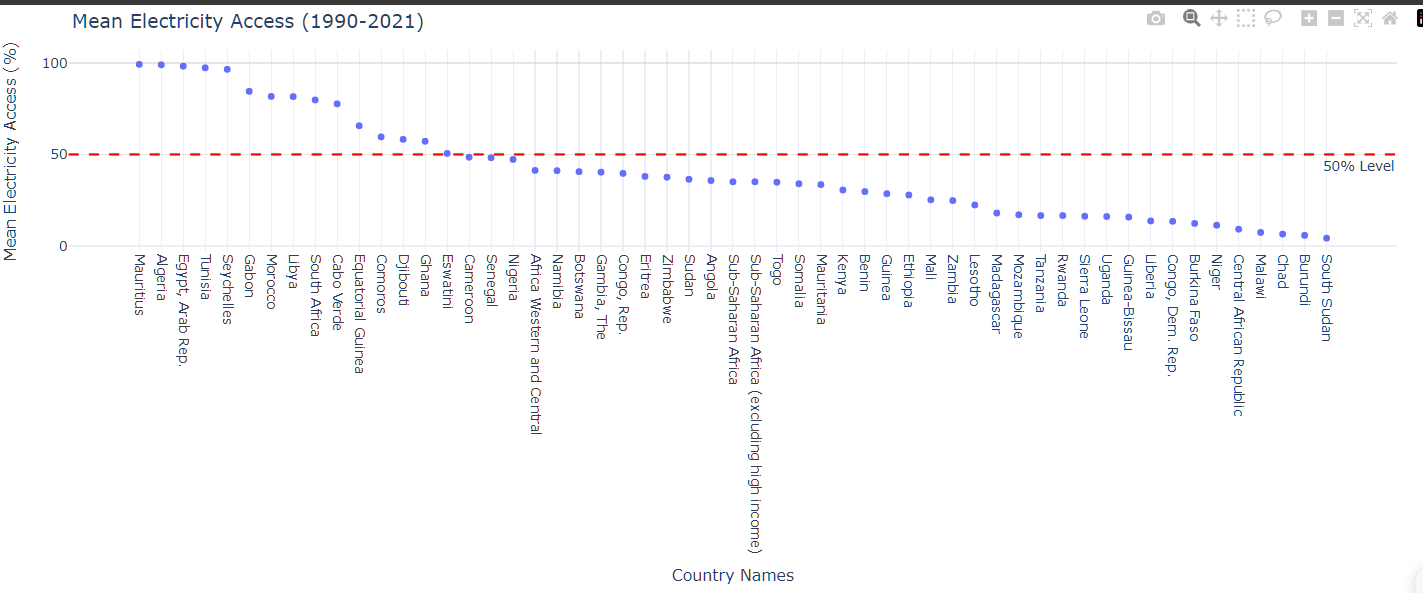 Mean Electricity Access (1990-2021)
Mean Electricity Access (%)
100
50
0
50% Level
Mauritius
Algeria
Egypt, Arab Rep.
Tunisia
Seychelles
Gabon
Morocco
Libya
South Africa
Cabo Verde
Equatorial Guinea
Comoros
Djibouti
Ghana
Eswatini
Cameroon
Senegal
Nigeria
Africa Western and Central
Namibia
Botswana
Gambia, The
Congo, Rep.
Eritrea
Zimbabwe
Sudan
Angola
Sub-Saharan Africa
Sub-Saharan Africa (excluding high income)
Togo
Somalia
Mauritania
Kenya
Benin
Guinea
Ethiopia
Mali
Zambia
Lesotho
Madagascar
Mozambique
Tanzania
Rwanda
Sierra Leone
Uganda
Guinea-Bissau
Liberia
Congo, Dem. Rep.
Burkina Faso
Niger
Central African Republic
Malawi
Chad
Burundi
South Sudan
Country Names